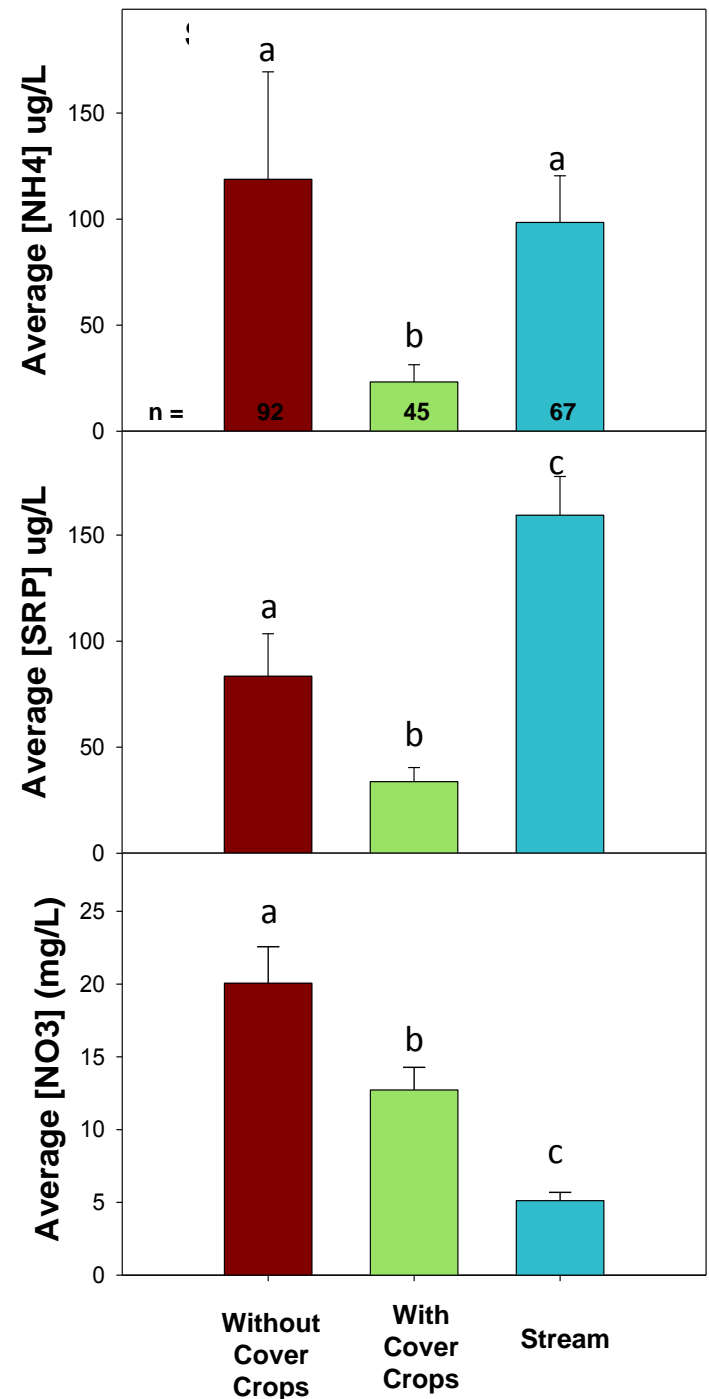 Average [NH4] ug/L
150
100
50
0
a
b
a
n =
92
45
67
Average [SRP] ug/L
150
100
50
0
a
b
c
Average [NO3] (mg/L)
25
20
15
10
5
0
a
b
c
Without
Cover
Crops
With
Cover
Crops
Stream